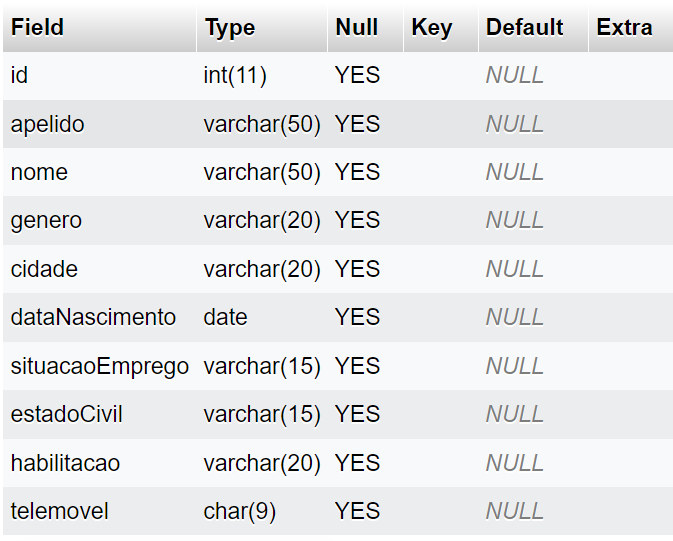 Field Type Null Key Default Extra
id int(11) YES NULL
apelido varchar(50) YES NULL
nome varchar(50) YES NULL
genero varchar(20) YES NULL
cidade varchar(20) YES NULL
dataNascimento date YES NULL
situacaoEmprego varchar(15) YES NULL
estadoCivil varchar(15) YES NULL
habilitacao varchar(20) YES NULL
telemovel char(9) YES NULL